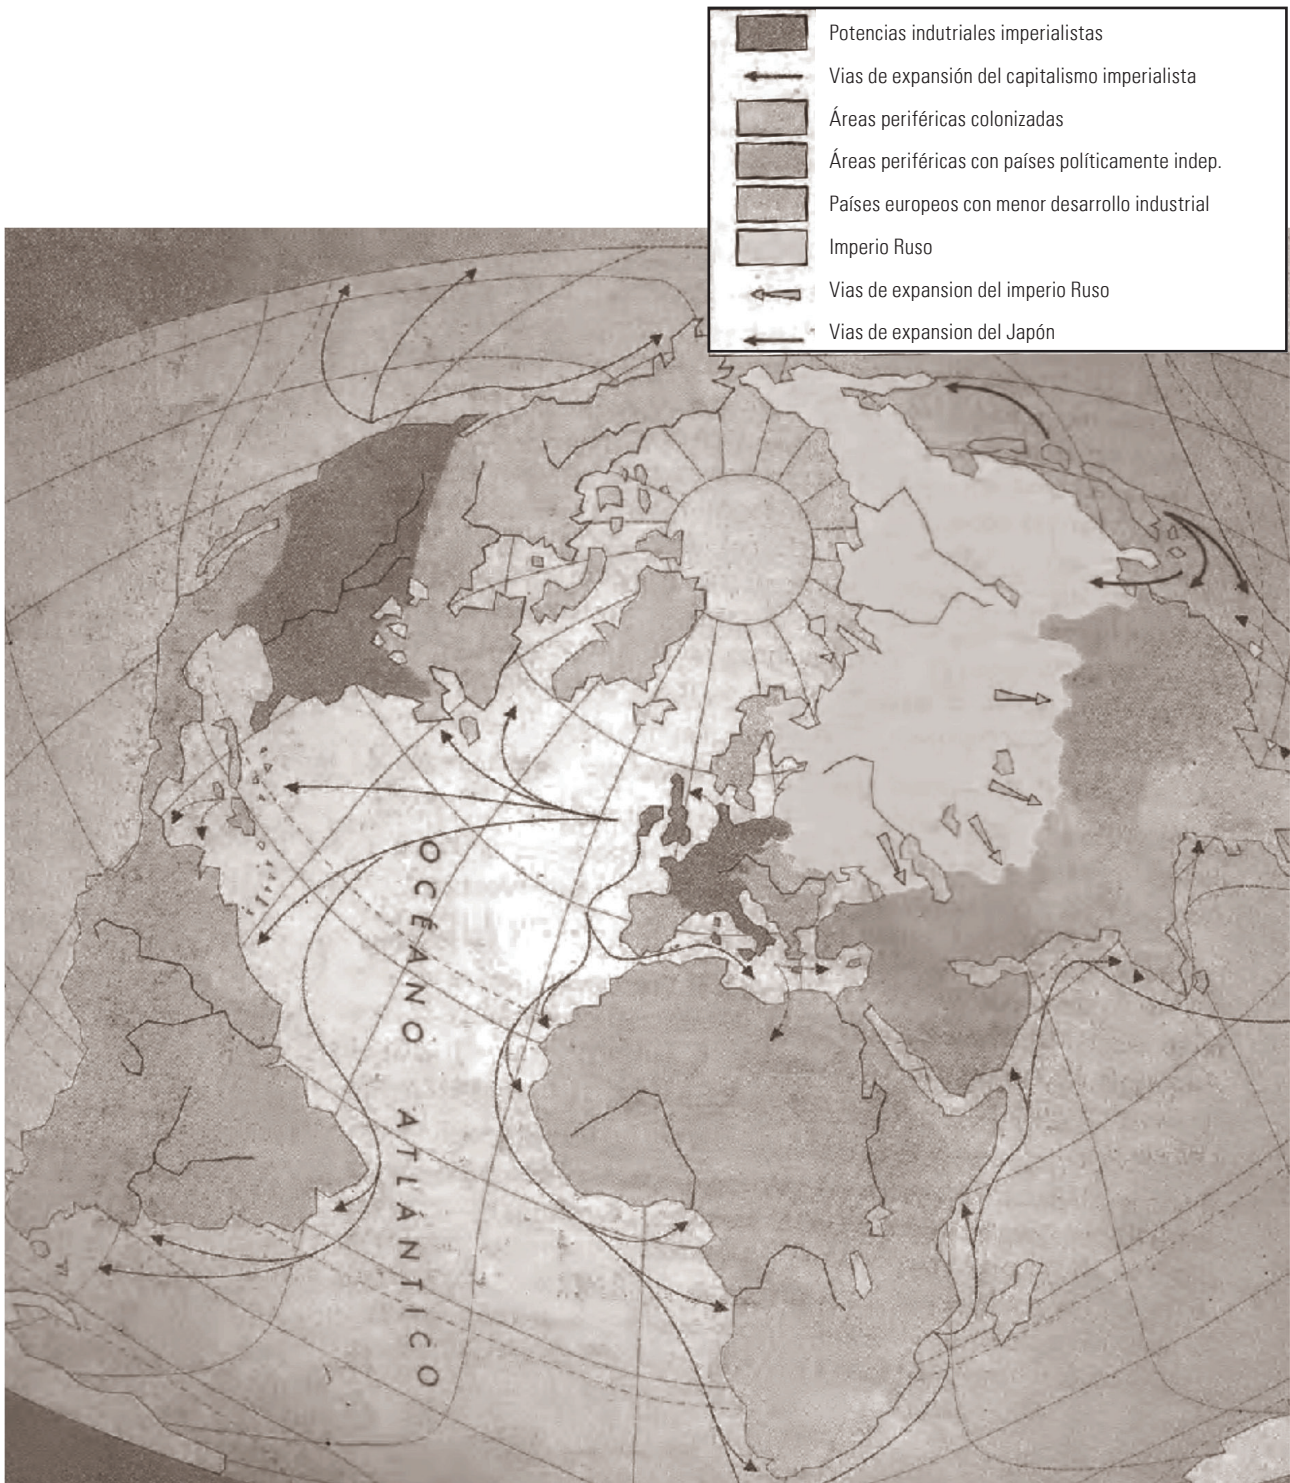 Potencias indutriales imperialistas
Vias de expansión del capitalismo imperialista
Áreas periféricas colonizadas
Áreas periféricas con países políticamente indep.
Países europeos con menor desarrollo industrial
Imperio Ruso
Vias de expansion del imperio Ruso
Vias de expansion del Japón
OCÉANO ATLÁNTICO